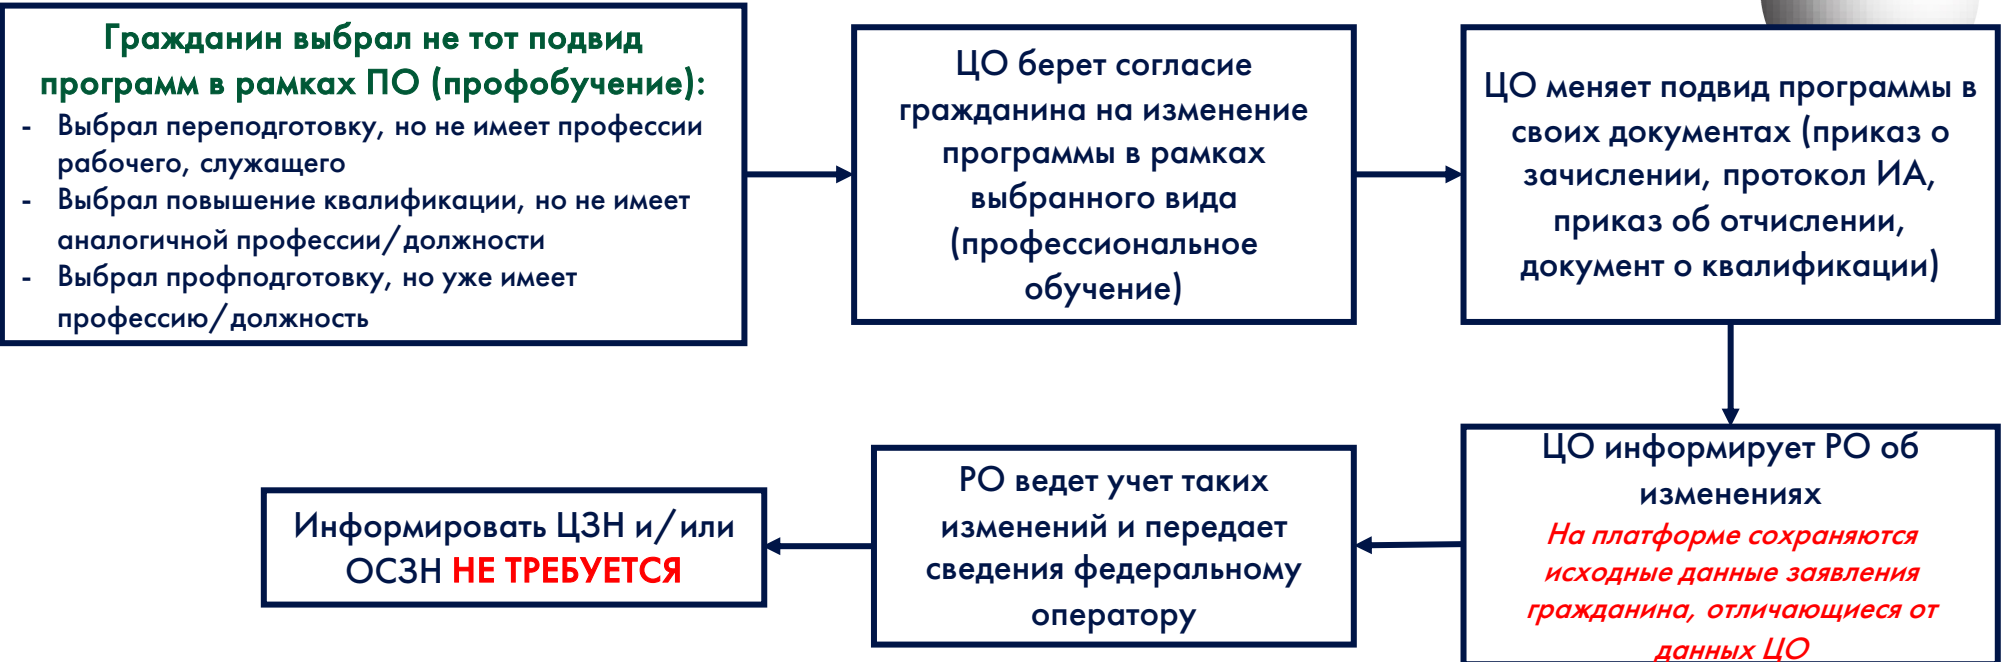 Гражданин выбрал не тот подвид
программ в рамках ПО (профобучение):
- Выбрал переподготовку, но не имеет профессии
рабочего, служащего
- Выбрал повышение квалификации, но не имеет
аналогичной профессии/должности
- Выбрал профподготовку, но уже имеет
профессию/должность
ЦО берет согласие
гражданина на изменение
программы в рамках
выбранного вида
(профессиональное
обучение)
ЦО меняет подвид программы в
своих документах (приказ о
зачислении, протокол ИА,
приказ об отчислении,
документ о квалификации)
ЦО информирует РО об
изменениях
На платформе сохраняются
исходные данные заявления
гражданина, отличающиеся от
данных ЦО
РО ведет учет таких
изменений и передает
сведения федеральному
оператору
Информировать ЦЗН и/или
ОСЗН НЕ ТРЕБУЕТСЯ